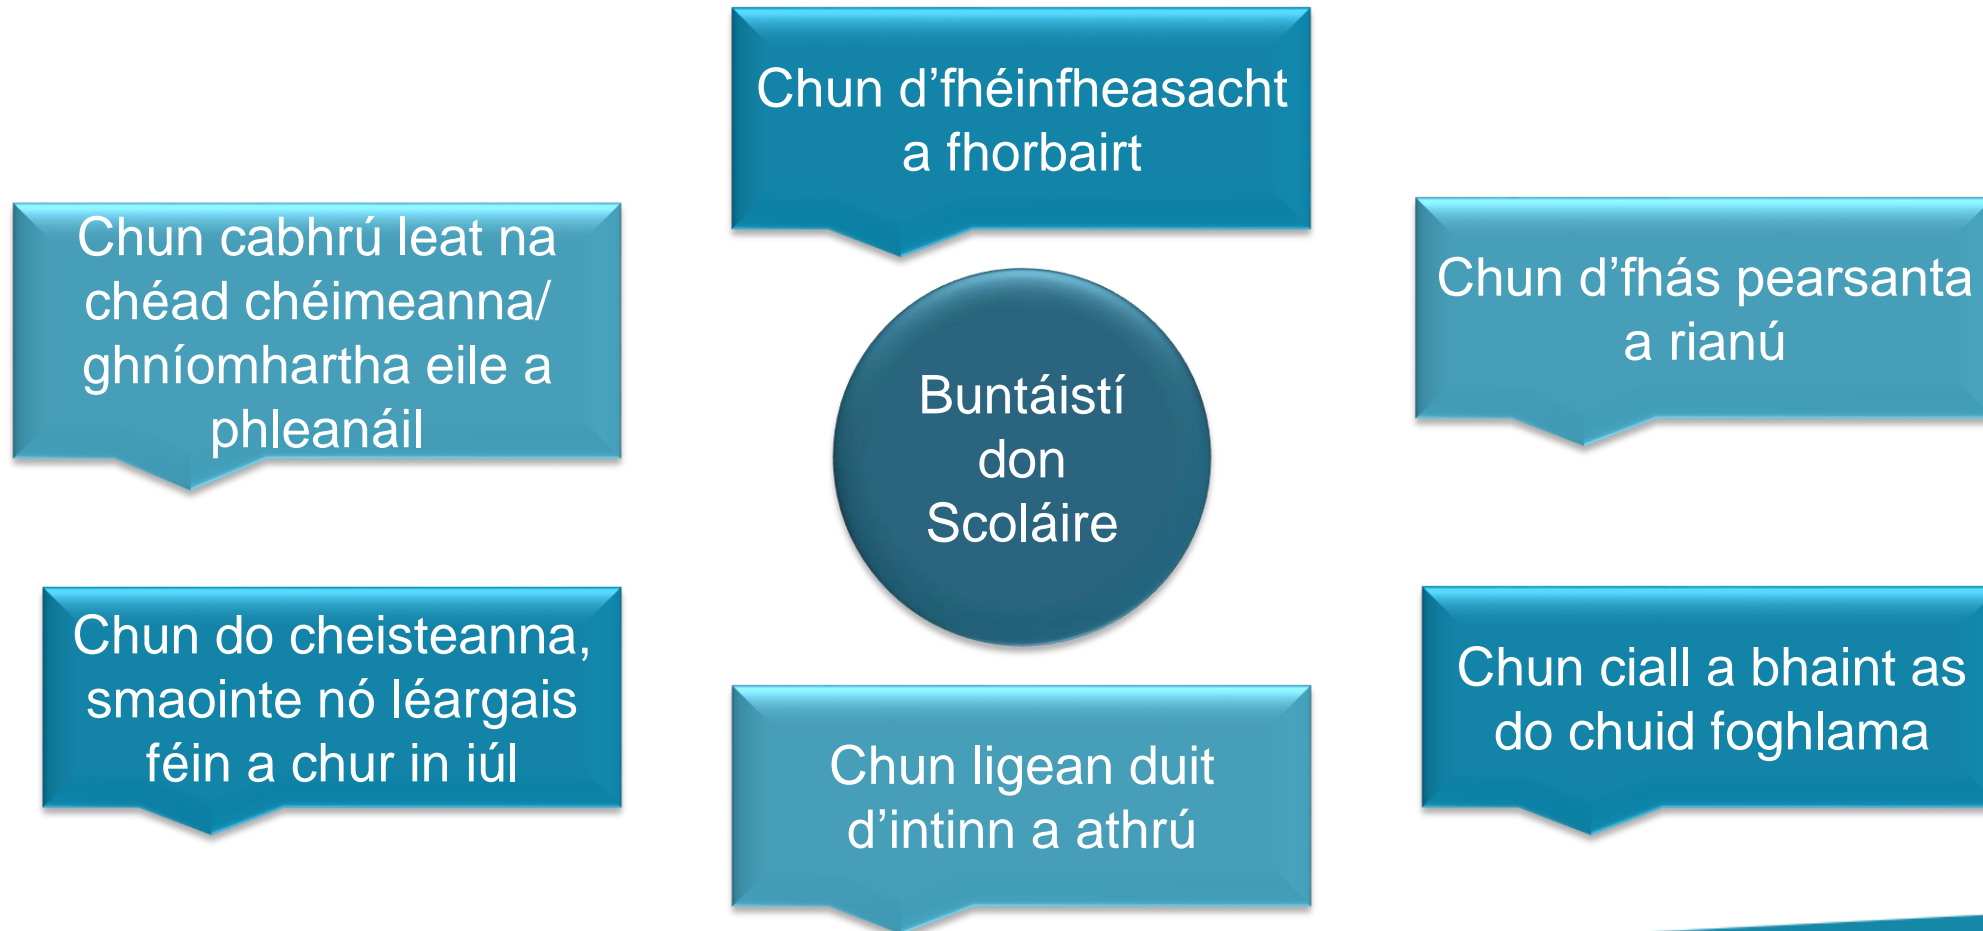 Chun d’fhéinfheasacht
a fhorbairt
Chun cabhrú leat na
chéad chéimeanna/
ghníomhartha eile a
phleanáil
Chun d’fhás pearsanta
a rianú
Buntáistí
don
Scoláire
Chun do cheisteanna,
smaointe nó léargais
féin a chur in iúl
Chun ligean duit
d’intinn a athrú
Chun ciall a bhaint as
do chuid foghlama